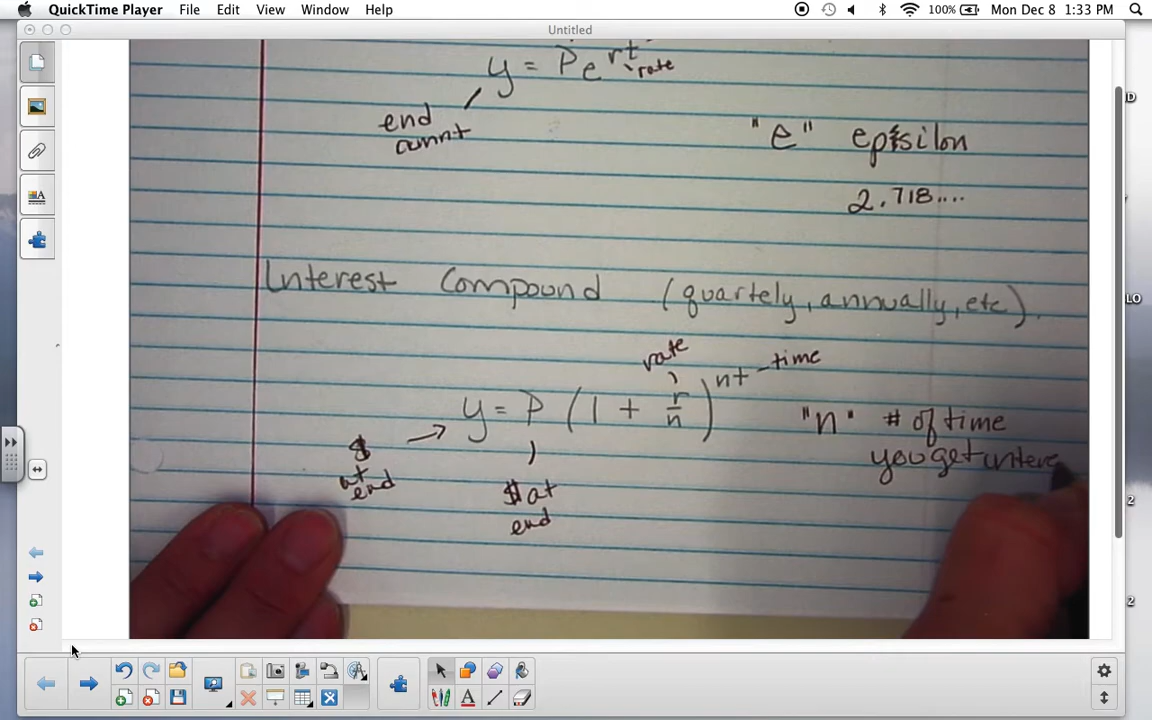 QuickTime Player File Edit View Window Help 100% Mon Dec 8 1:33 PM
Untitled
y = Pe^rt
rate
end
amnt
"e" epsilon
2.718....
Interest Compound (quartely, annually, etc).
rate
y = P (1 + r/n)^nt
time
"n" # of time
you get intere
$
at
end
$ at
end